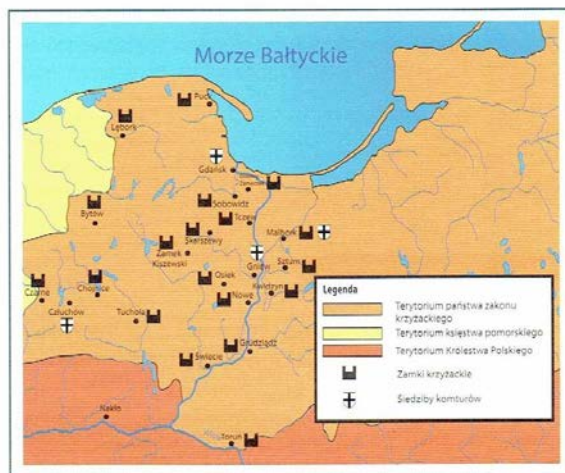 Morze Bałtyckie
Puck
Lębork
Gdańsk
Sobowidz
Bytów
Tczew
Skarszewy
Malbork
Zamek
Kiszewski
Gniew
Sztum
Osiek
Kwidzyn
Czarne
Chojnice
Nowe
Człuchów
Tuchola
Grudziądz
Świecie
Nakło
Toruń
Legenda
Terytorium państwa zakonu
krzyżackiego
Terytorium księstwa pomorskiego
Terytorium Królestwa Polskiego
Zamki krzyżackie
Siedziby komturów